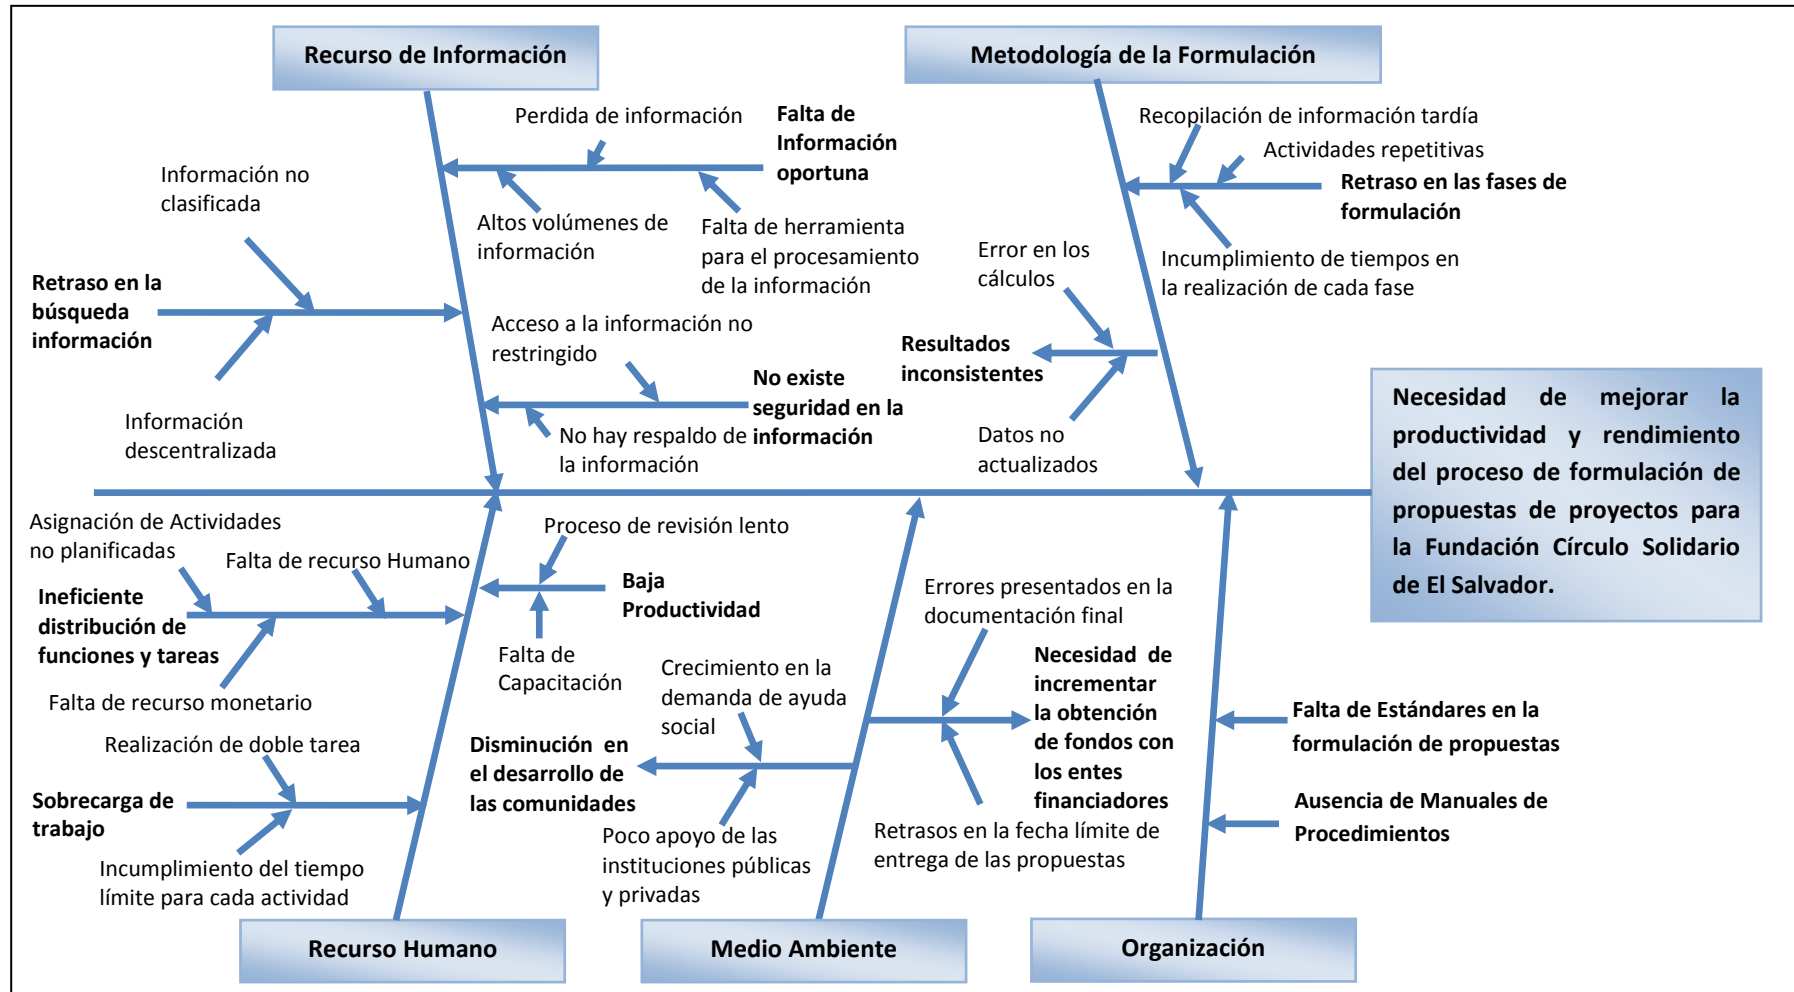 Recurso de Información
Metodología de la Formulación
Perdida de información
Falta de
Información
oportuna
Altos volúmenes de
información
Falta de herramienta
para el procesamiento
de la información
Información no
clasificada
Retraso en la
búsqueda
información
Información
descentralizada
Acceso a la información no
restringido
No existe
seguridad en la
información
No hay respaldo de
la información
Recopilación de información tardía
Actividades repetitivas
Retraso en las fases de
formulación
Incumplimiento de tiempos en
la realización de cada fase
Error en los
cálculos
Resultados
inconsistentes
Datos no
actualizados
Necesidad de mejorar la
productividad y rendimiento
del proceso de formulación de
propuestas de proyectos para
la Fundación Círculo Solidario
de El Salvador.
Asignación de Actividades
no planificadas
Falta de recurso Humano
Ineficiente
distribución de
funciones y tareas
Falta de recurso monetario
Proceso de revisión lento
Baja
Productividad
Falta de
Capacitación
Realización de doble tarea
Sobrecarga de
trabajo
Incumplimiento del tiempo
límite para cada actividad
Crecimiento en la
demanda de ayuda
social
Disminución en
el desarrollo de
las comunidades
Poco apoyo de las
instituciones públicas
y privadas
Errores presentados en la
documentación final
Necesidad de
incrementar
la obtención
de fondos con
los entes
financiadores
Retrasos en la fecha límite de
entrega de las propuestas
Falta de Estándares en la
formulación de propuestas
Ausencia de Manuales de
Procedimientos
Recurso Humano
Medio Ambiente
Organización